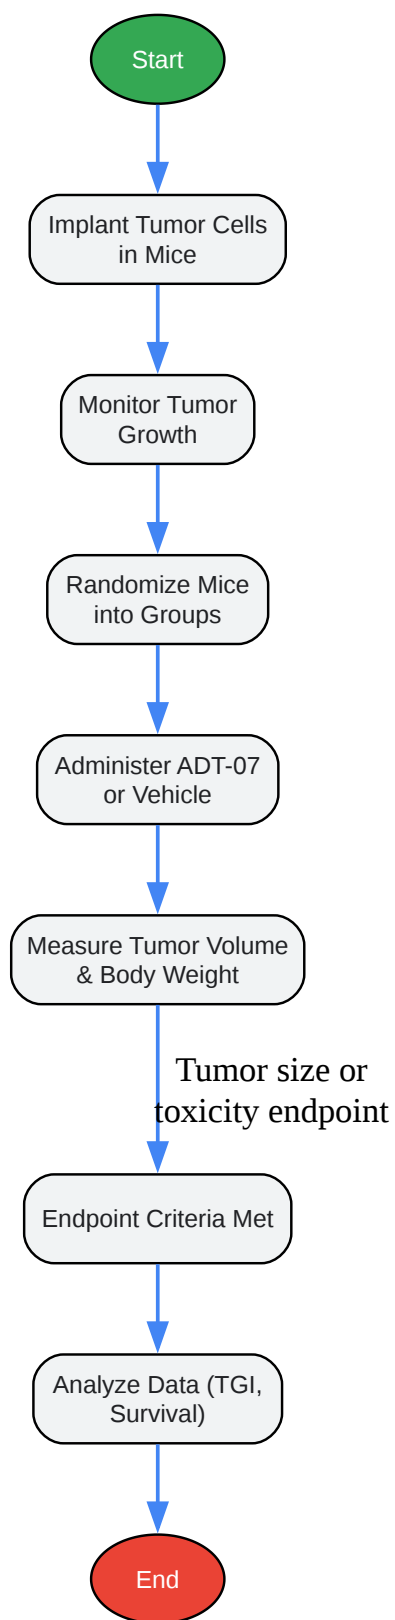 Start
Implant Tumor Cells
in Mice
Monitor Tumor
Growth
Randomize Mice
into Groups
Administer ADT-07
or Vehicle
Measure Tumor Volume
& Body Weight
Tumor size or
toxicity endpoint
Endpoint Criteria Met
Analyze Data (TGI,
Survival)
End